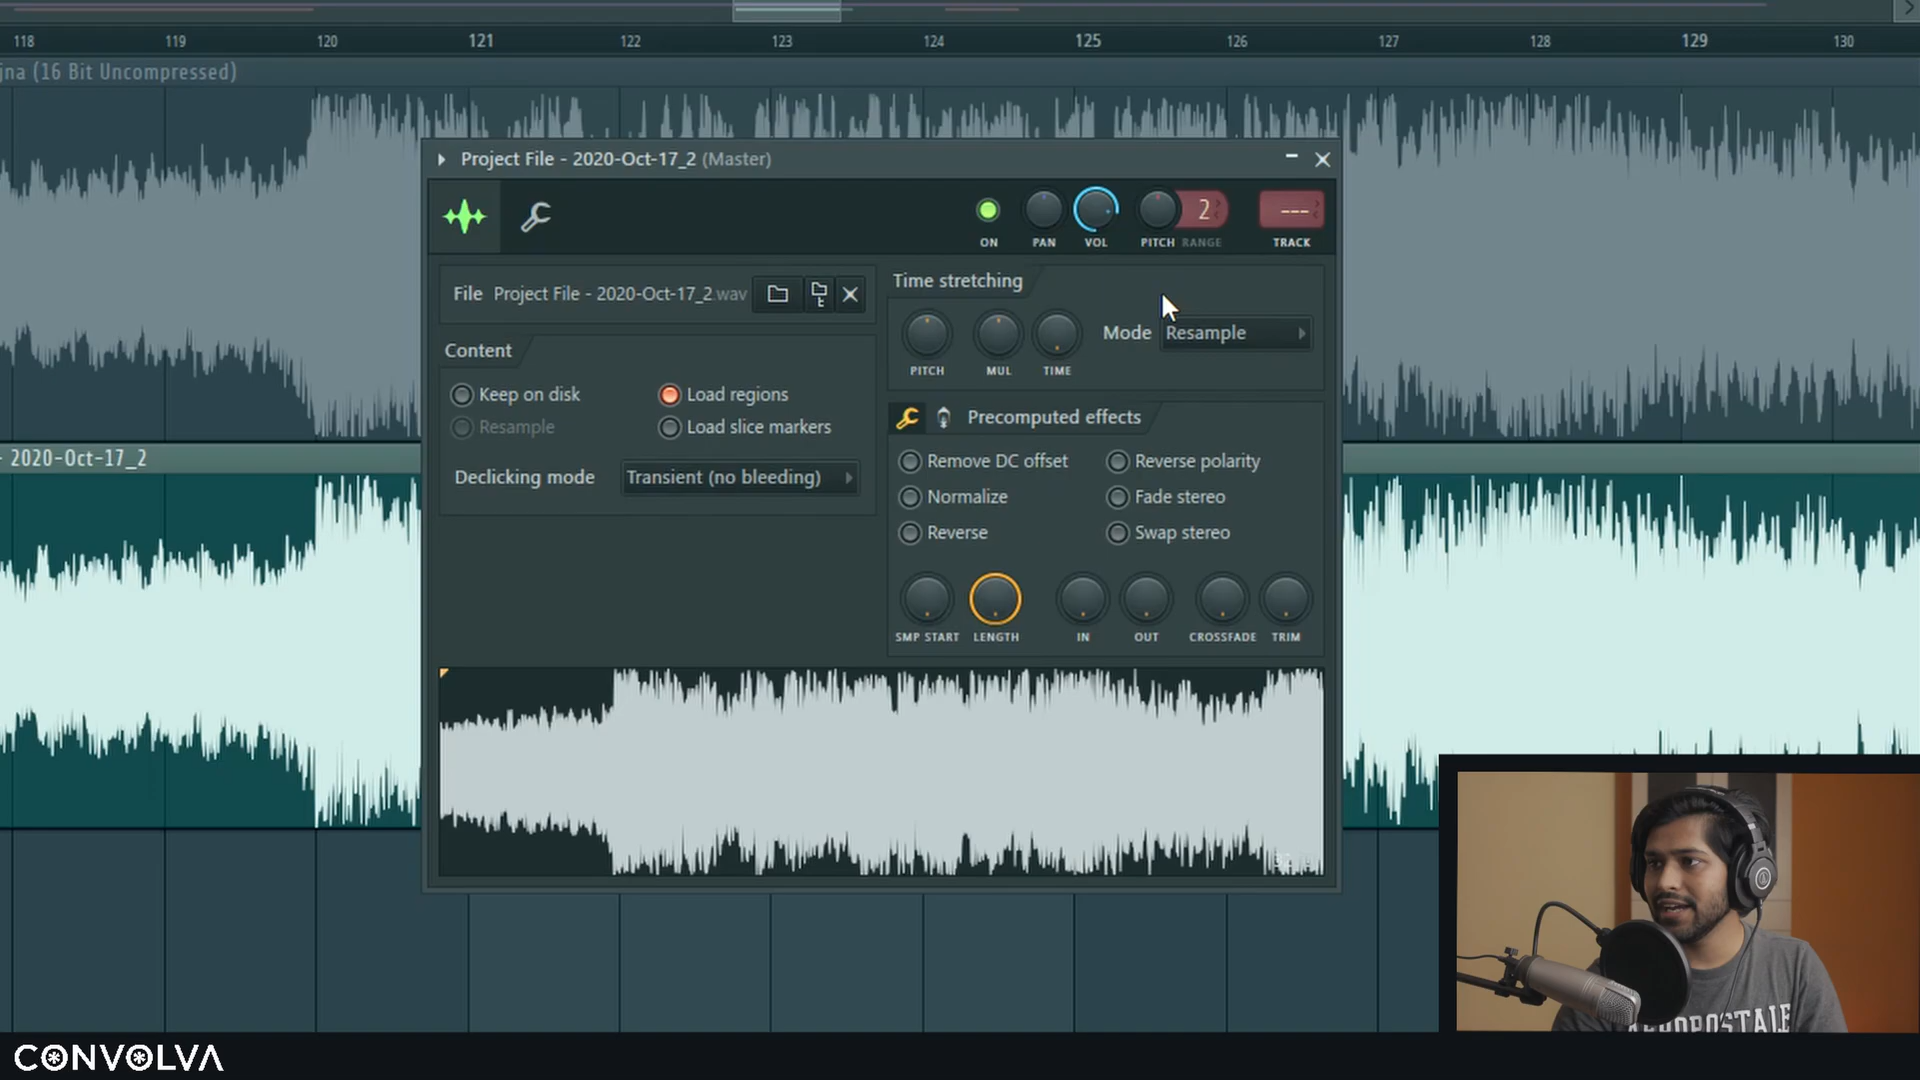 118 119 120 121 122 123 124 125 126 127 128 129 130
jna (16 Bit Uncompressed)
Project File - 2020-Oct-17_2 (Master)
2
---
ON PAN VOL PITCH RANGE TRACK
File Project File - 2020-Oct-17_2.wav
Time stretching
Mode Resample
PITCH MUL TIME
Content
Keep on disk Load regions
Resample Load slice markers
Declicking mode Transient (no bleeding)
Precomputed effects
Remove DC offset Reverse polarity
Normalize Fade stereo
Reverse Swap stereo
SMP START LENGTH IN OUT CROSSFADE TRIM
- 2020-Oct-17_2
AEROPOSTALE
CONVOLVA